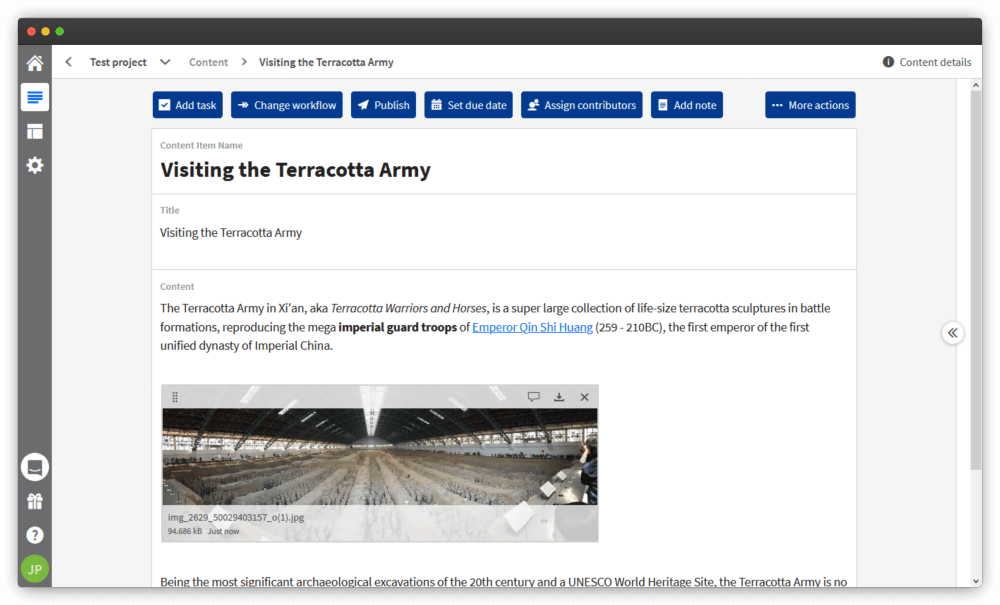 Test project
Content
Visiting the Terracotta Army
Content details
Add task
Change workflow
Publish
Set due date
Assign contributors
Add note
More actions
Content Item Name
Visiting the Terracotta Army
Title
Visiting the Terracotta Army
Content
The Terracotta Army in Xi'an, aka Terracotta Warriors and Horses, is a super large collection of life-size terracotta sculptures in battle
formations, reproducing the mega imperial guard troops of Emperor Qin Shi Huang (259 - 210BC), the first emperor of the first
unified dynasty of Imperial China.
img_2629_50029403157_o(1).jpg
94.686 kB Just now
Being the most significant archaeological excavations of the 20th century and a UNESCO World Heritage Site, the Terracotta Army is no
JP